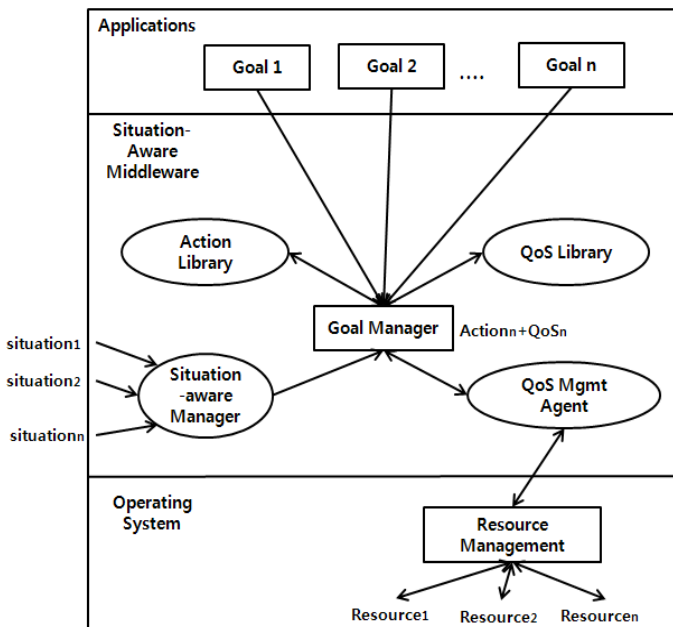 Applications
Goal 1
Goal 2
....
Goal n
Situation-
Aware
Middleware
Action
Library
QoS Library
Goal Manager
Actionn+QoSn
situation1
situation2
situationn
Situation
-aware
Manager
QoS Mgmt
Agent
Operating
System
Resource
Management
Resource1
Resource2
Resourcen